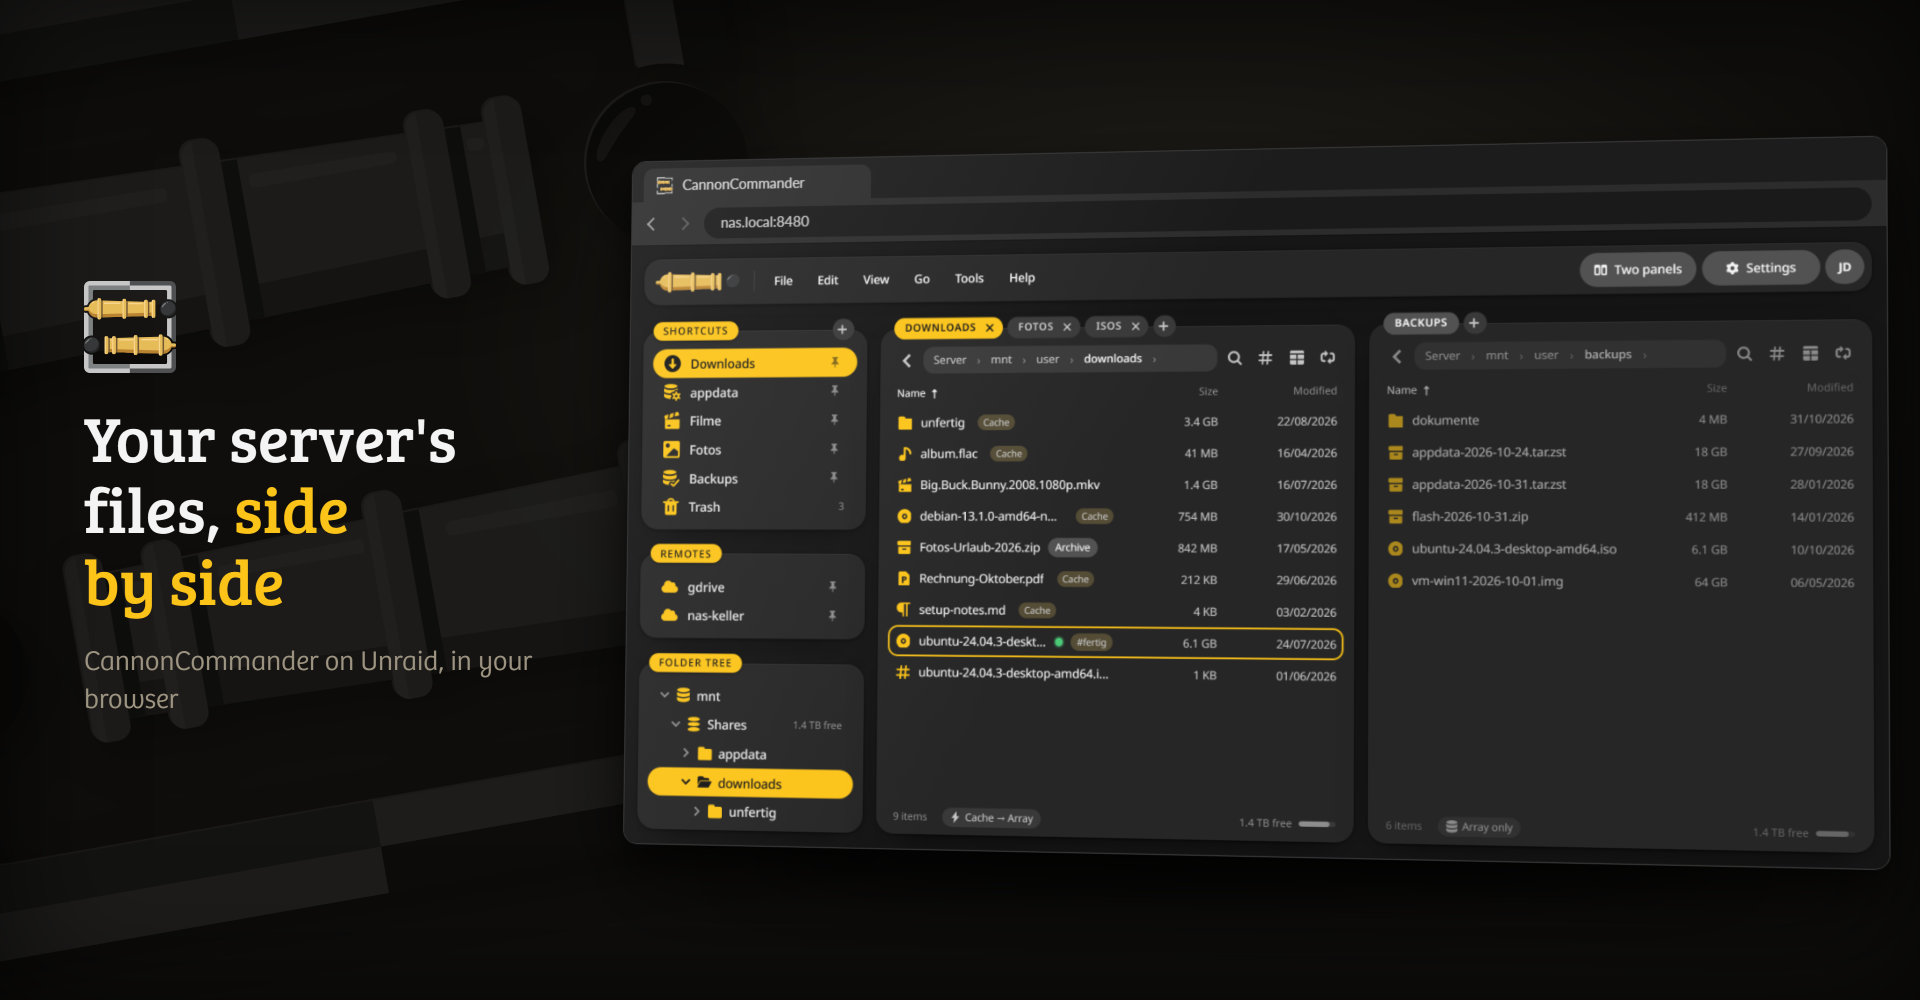 Your server's
files, side
by side
CannonCommander on Unraid, in your
browser
CannonCommander
nas.local:8480
File Edit View Go Tools Help
Two panels Settings JD
SHORTCUTS
Downloads
appdata
Filme
Fotos
Backups
Trash 3
REMOTES
gdrive
nas-keller
FOLDER TREE
mnt
Shares 1.4 TB free
appdata
downloads
unfertig
DOWNLOADS FOTOS ISOS
Server › mnt › user › downloads ›
Name ↑ Size Modified
unfertig Cache 3.4 GB 22/08/2026
album.flac Cache 41 MB 16/04/2026
Big.Buck.Bunny.2008.1080p.mkv 1.4 GB 16/07/2026
debian-13.1.0-amd64-n... Cache 754 MB 30/10/2026
Fotos-Urlaub-2026.zip Archive 842 MB 17/05/2026
Rechnung-Oktober.pdf Cache 212 KB 29/06/2026
setup-notes.md Cache 4 KB 03/02/2026
ubuntu-24.04.3-deskt... #fertig 6.1 GB 24/07/2026
ubuntu-24.04.3-desktop-amd64.i... 1 KB 01/06/2026
9 items Cache → Array 1.4 TB free
BACKUPS
Server › mnt › user › backups ›
Name ↑ Size Modified
dokumente 4 MB 31/10/2026
appdata-2026-10-24.tar.zst 18 GB 27/09/2026
appdata-2026-10-31.tar.zst 18 GB 28/01/2026
flash-2026-10-31.zip 412 MB 14/01/2026
ubuntu-24.04.3-desktop-amd64.iso 6.1 GB 10/10/2026
vm-win11-2026-10-01.img 64 GB 06/05/2026
6 items Array only 1.4 TB free